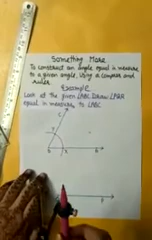 Something More
To construct an angle equal in measure
to a given angle, using a compass and
ruler.
Example
Look at the given ∠ABC. Draw ∠PQR
equal in measure to ∠ABC
C
Y
B
X
A